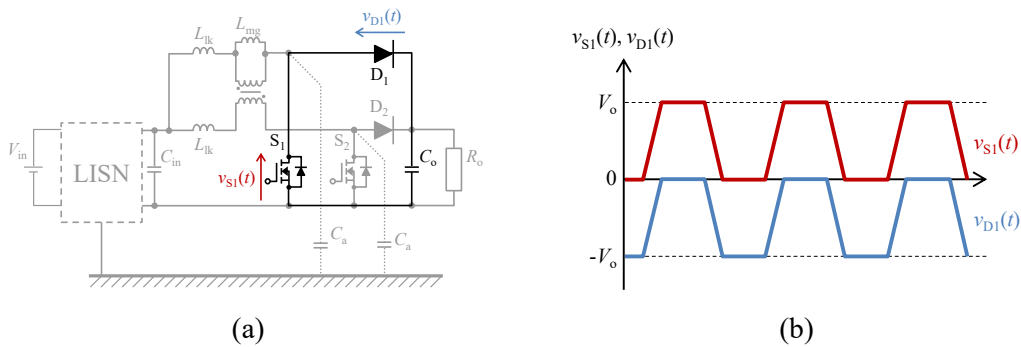 v_D1(t)
L_lk
L_mg
D_1
D_2
L_lk
S_1
S_2
V_in
LISN
C_in
v_S1(t)
C_o
R_o
C_a
C_a
(a)
v_S1(t), v_D1(t)
V_o
v_S1(t)
0
v_D1(t)
-V_o
(b)